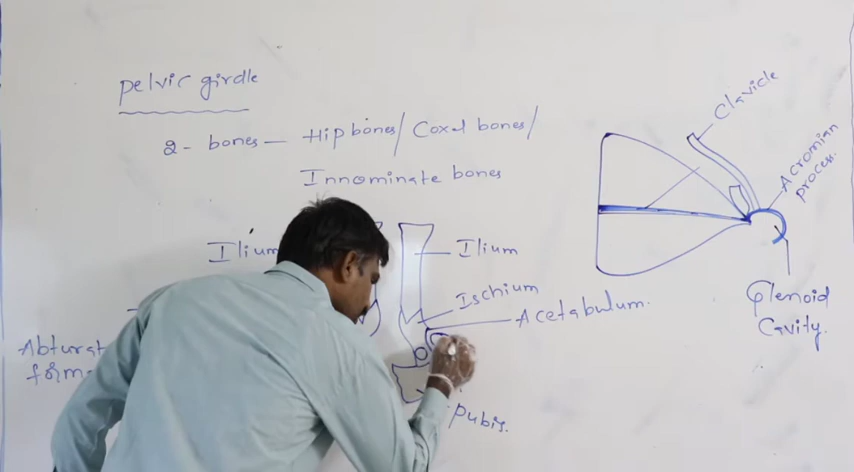 pelvic girdle
2- bones — Hip bones/ Coxal bones/
Innominate bones
Ilium
Ilium
Ischium
Acetabulum.
pubis.
Abturat
Clavicle
Acromian
process.
Glenoid
Cavity.